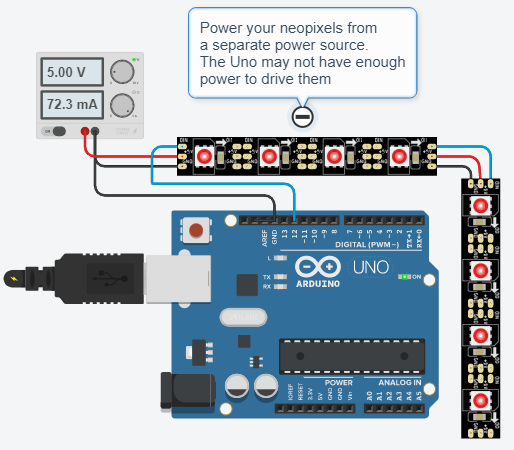 Power your neopixels from
a separate power source.
The Uno may not have enough
power to drive them
5.00 V
72.3 mA
DIN
+5V
GND
AREF
GND
13
12
~11
~10
~9
8
7
~6
~5
4
~3
2
TX→1
RX←0
DIGITAL (PWM~)
L
TX
RX
UNO
ARDUINO
ON
POWER
ANALOG IN
IOREF
RESET
3.3V
5V
GND
GND
Vin
A0
A1
A2
A3
A4
A5